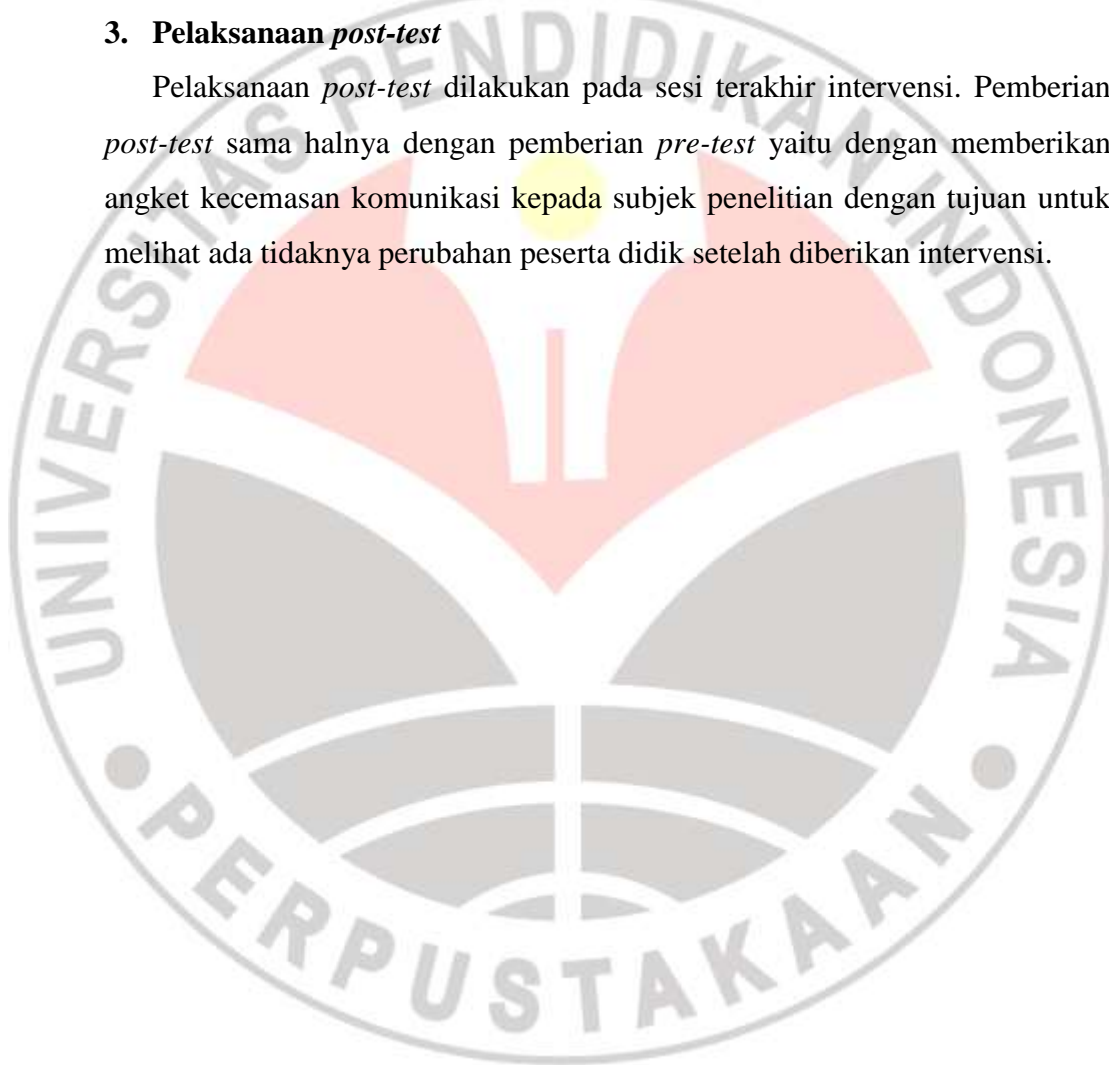 3. Pelaksanaan post-test
Pelaksanaan post-test dilakukan pada sesi terakhir intervensi. Pemberian
post-test sama halnya dengan pemberian pre-test yaitu dengan memberikan
angket kecemasan komunikasi kepada subjek penelitian dengan tujuan untuk
melihat ada tidaknya perubahan peserta didik setelah diberikan intervensi.
UNIVERSITAS PENDIDIKAN INDONESIA
PERPUSTAKAAN